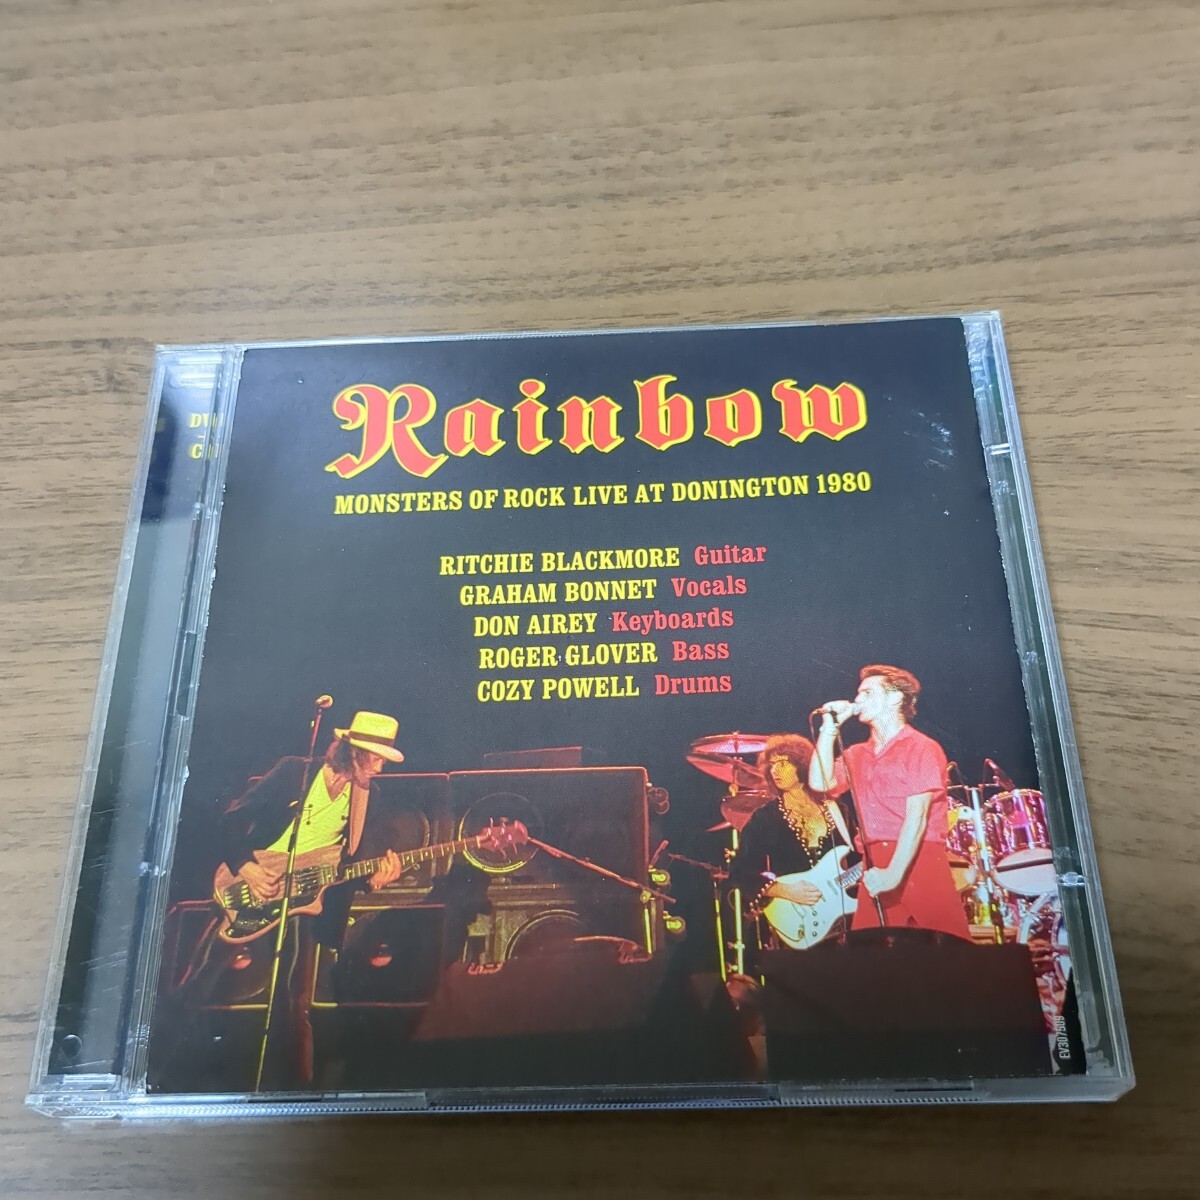 Rainbow
MONSTERS OF ROCK LIVE AT DONINGTON 1980
RITCHIE BLACKMORE Guitar
GRAHAM BONNET Vocals
DON AIREY Keyboards
ROGER GLOVER Bass
COZY POWELL Drums
EV307509